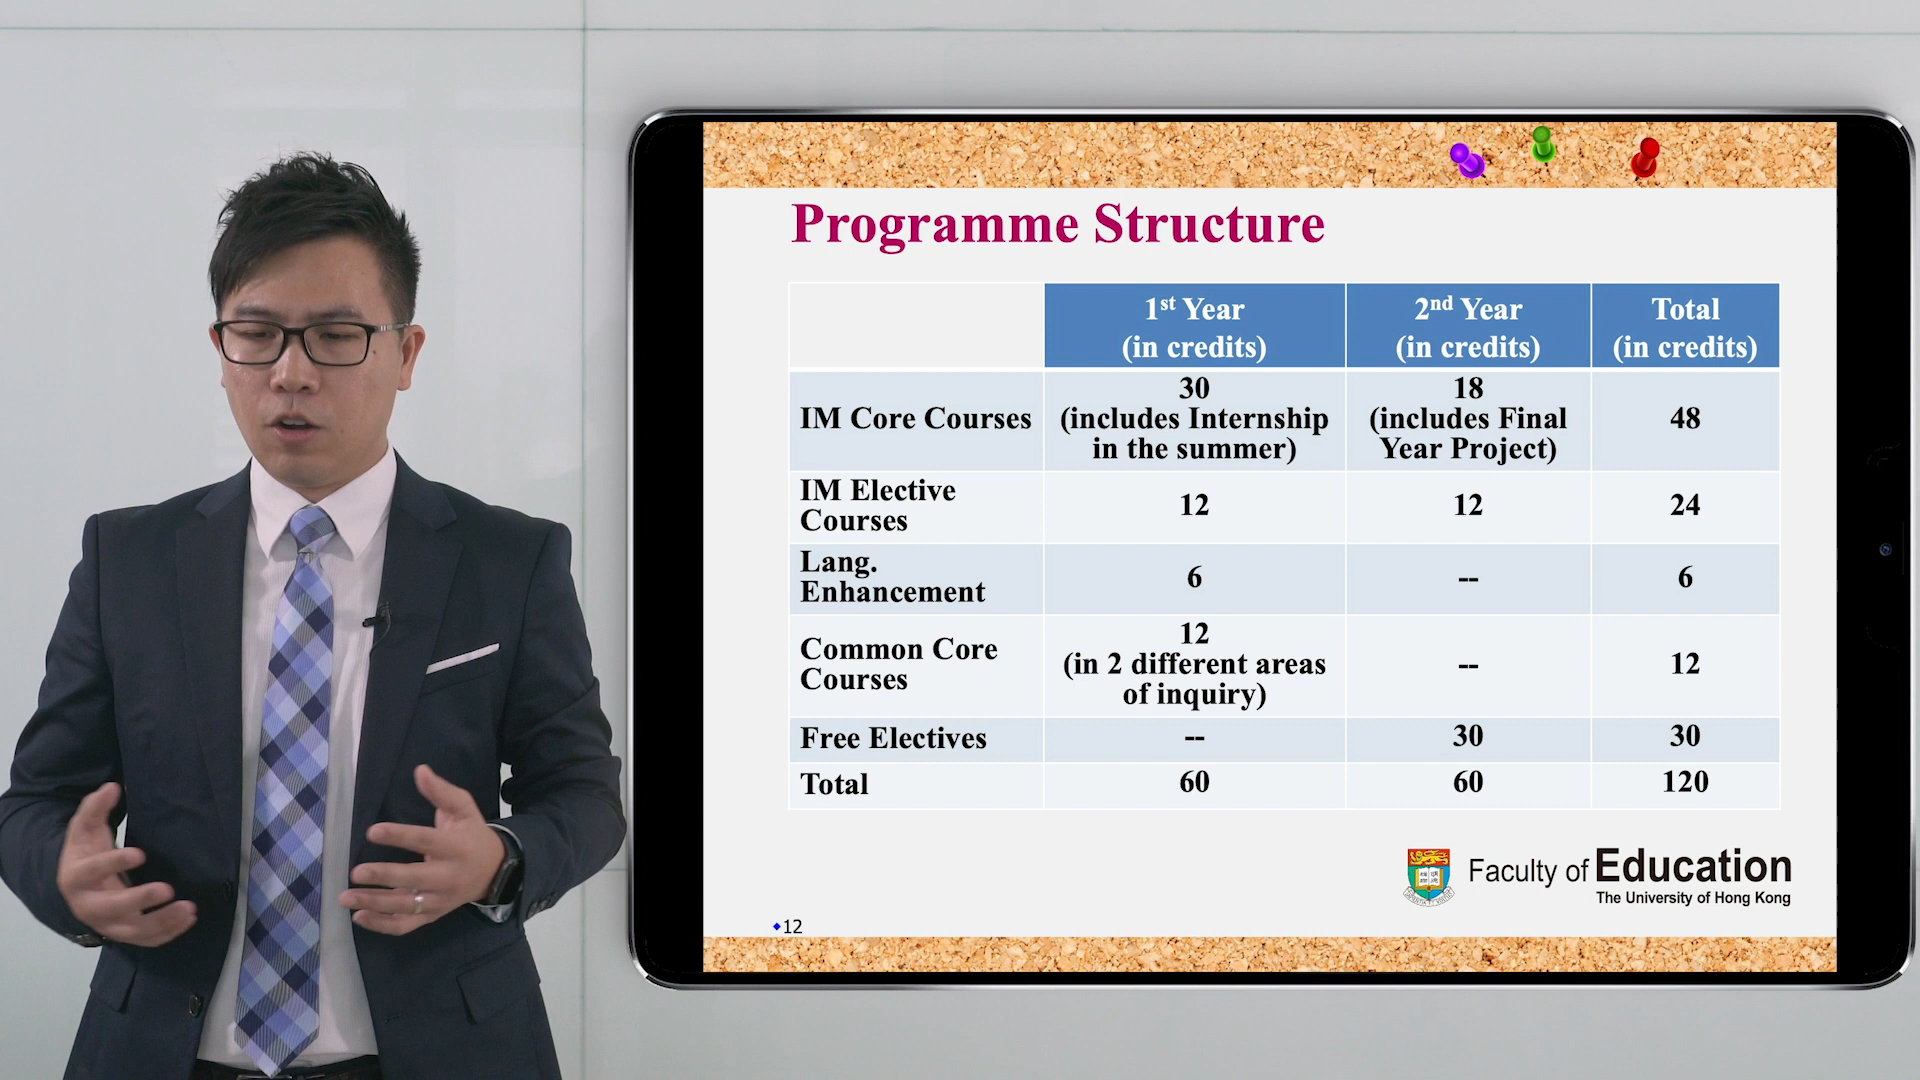 Programme Structure
1st Year
(in credits)
2nd Year
(in credits)
Total
(in credits)
IM Core Courses
30
(includes Internship
in the summer)
18
(includes Final
Year Project)
48
IM Elective
Courses
12
12
24
Lang.
Enhancement
6
--
6
Common Core
Courses
12
(in 2 different areas
of inquiry)
--
12
Free Electives
--
30
30
Total
60
60
120
Faculty of Education
The University of Hong Kong
12